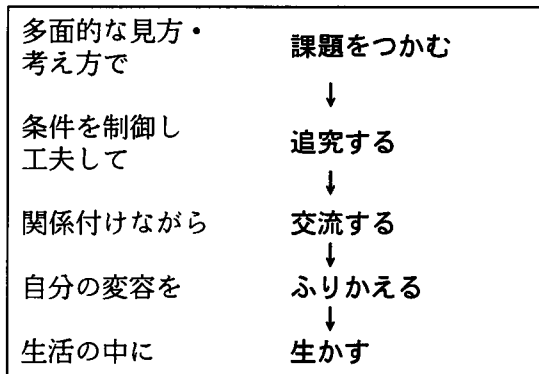 多面的な見方・
考え方で 課題をつかむ
↓
条件を制御し
工夫して 追究する
↓
関係付けながら 交流する
↓
自分の変容を ふりかえる
↓
生活の中に 生かす